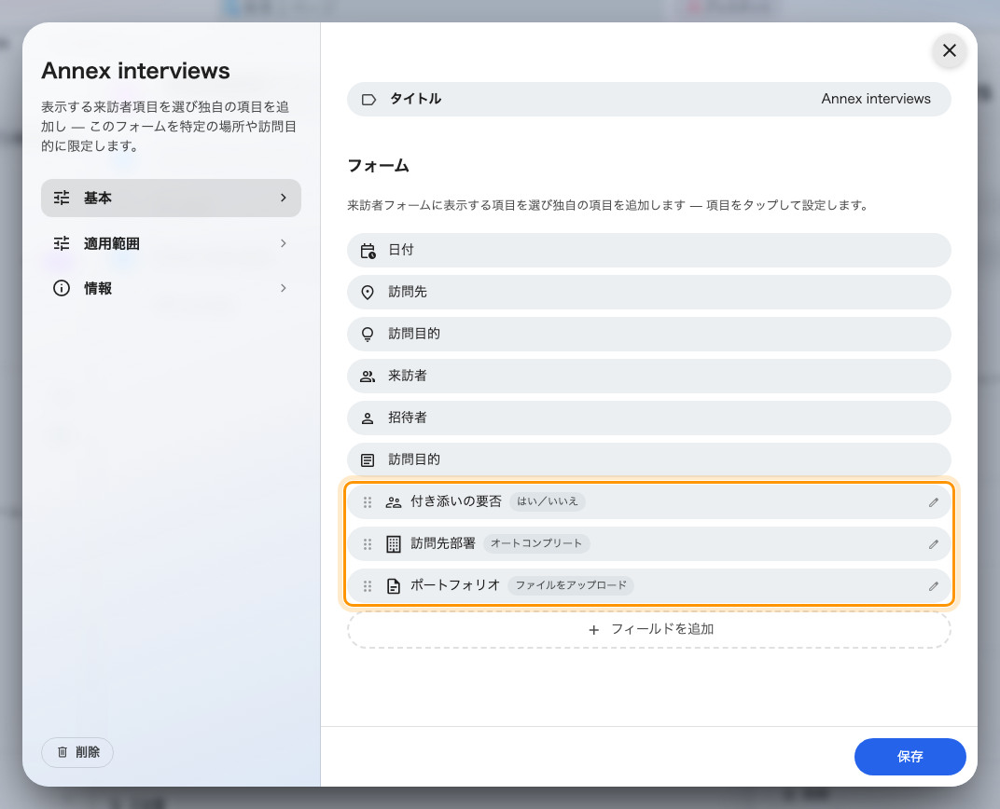 Annex interviews
表示する来訪者項目を選び独自の項目を追
加し — このフォームを特定の場所や訪問目
的に限定します。
基本
適用範囲
情報
削除
タイトル Annex interviews
フォーム
来訪者フォームに表示する項目を選び独自の項目を追加します — 項目をタップして設定します。
日付
訪問先
訪問目的
来訪者
招待者
訪問目的
付き添いの要否 はい／いいえ
訪問先部署 オートコンプリート
ポートフォリオ ファイルをアップロード
+ フィールドを追加
保存